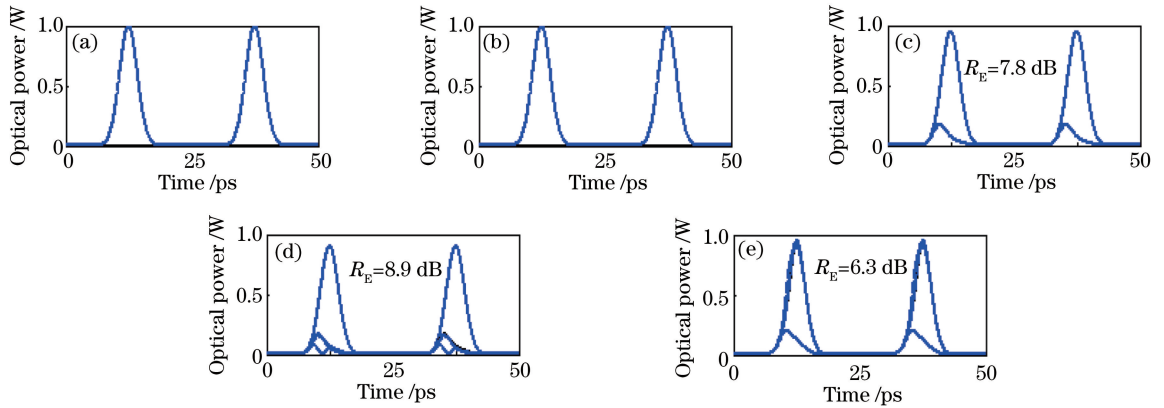 Optical power /W
1.0
0.5
0
(a)
0 25 50
Time /ps
Optical power /W
1.0
0.5
0
(b)
0 25 50
Time /ps
Optical power /W
1.0
0.5
0
(c)
R_E=7.8 dB
0 25 50
Time /ps
Optical power /W
1.0
0.5
0
(d)
R_E=8.9 dB
0 25 50
Time /ps
Optical power /W
1.0
0.5
0
(e)
R_E=6.3 dB
0 25 50
Time /ps